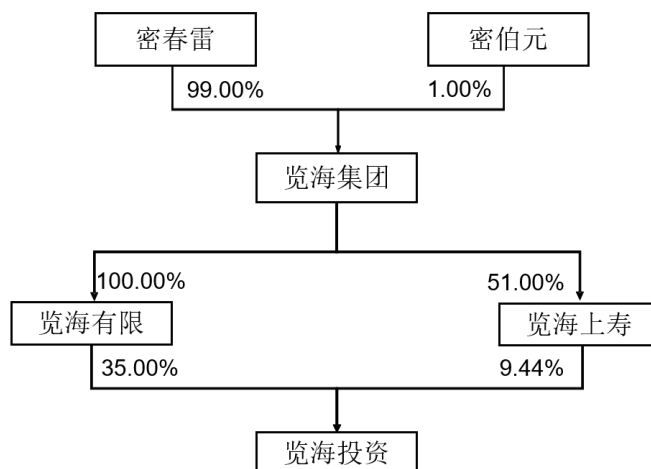 密春雷
密伯元
99.00%
1.00%
览海集团
100.00%
51.00%
览海有限
览海上寿
35.00%
9.44%
览海投资